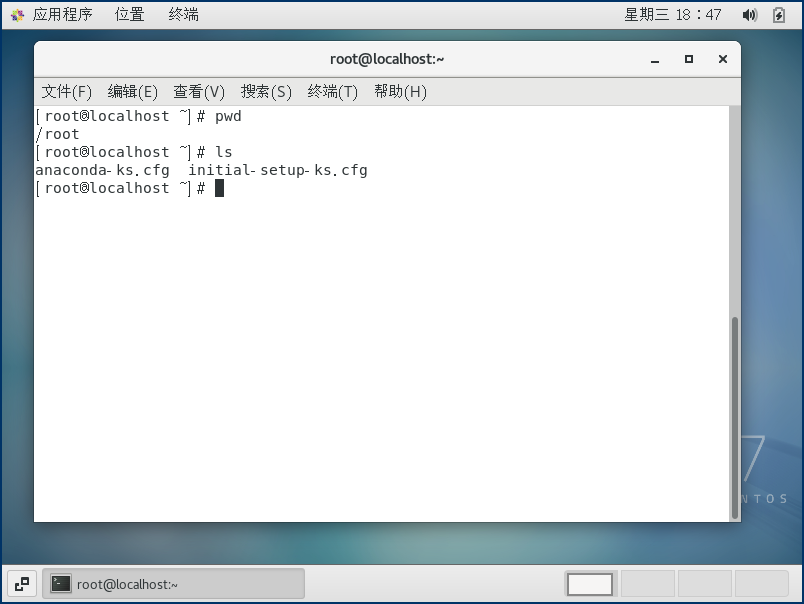 应用程序 位置 终端 星期三 18：47
root@localhost:~
文件(F) 编辑(E) 查看(V) 搜索(S) 终端(T) 帮助(H)
[root@localhost ~]# pwd
/root
[root@localhost ~]# ls
anaconda-ks.cfg  initial-setup-ks.cfg
[root@localhost ~]#
7
NTOS
root@localhost:~